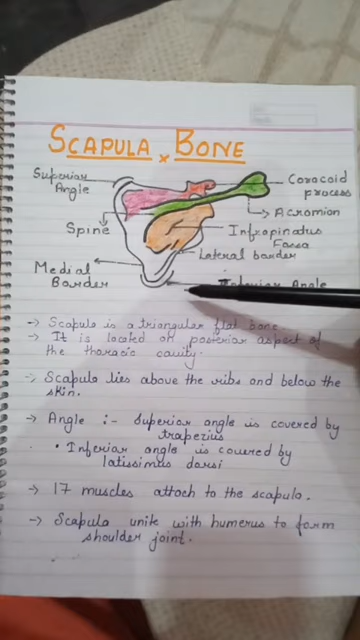 SCAPULA BONE
Superior
Angle
Coracoid
process
Acromion
Spine
Infrapinatus
Fossa
Lateral border
Medial
Border
Inferior Angle
→ Scapula is a triangular flat bone.
→ It is located on posterior aspect of
the thoracic cavity.
→ Scapula lies above the ribs and below the
skin.
→ Angle :- Superior angle is covered by
trapezius
• Inferior angle is covered by
latissimus dorsi
→ 17 muscles attach to the scapula.
→ Scapula unite with humerus to form
shoulder joint.